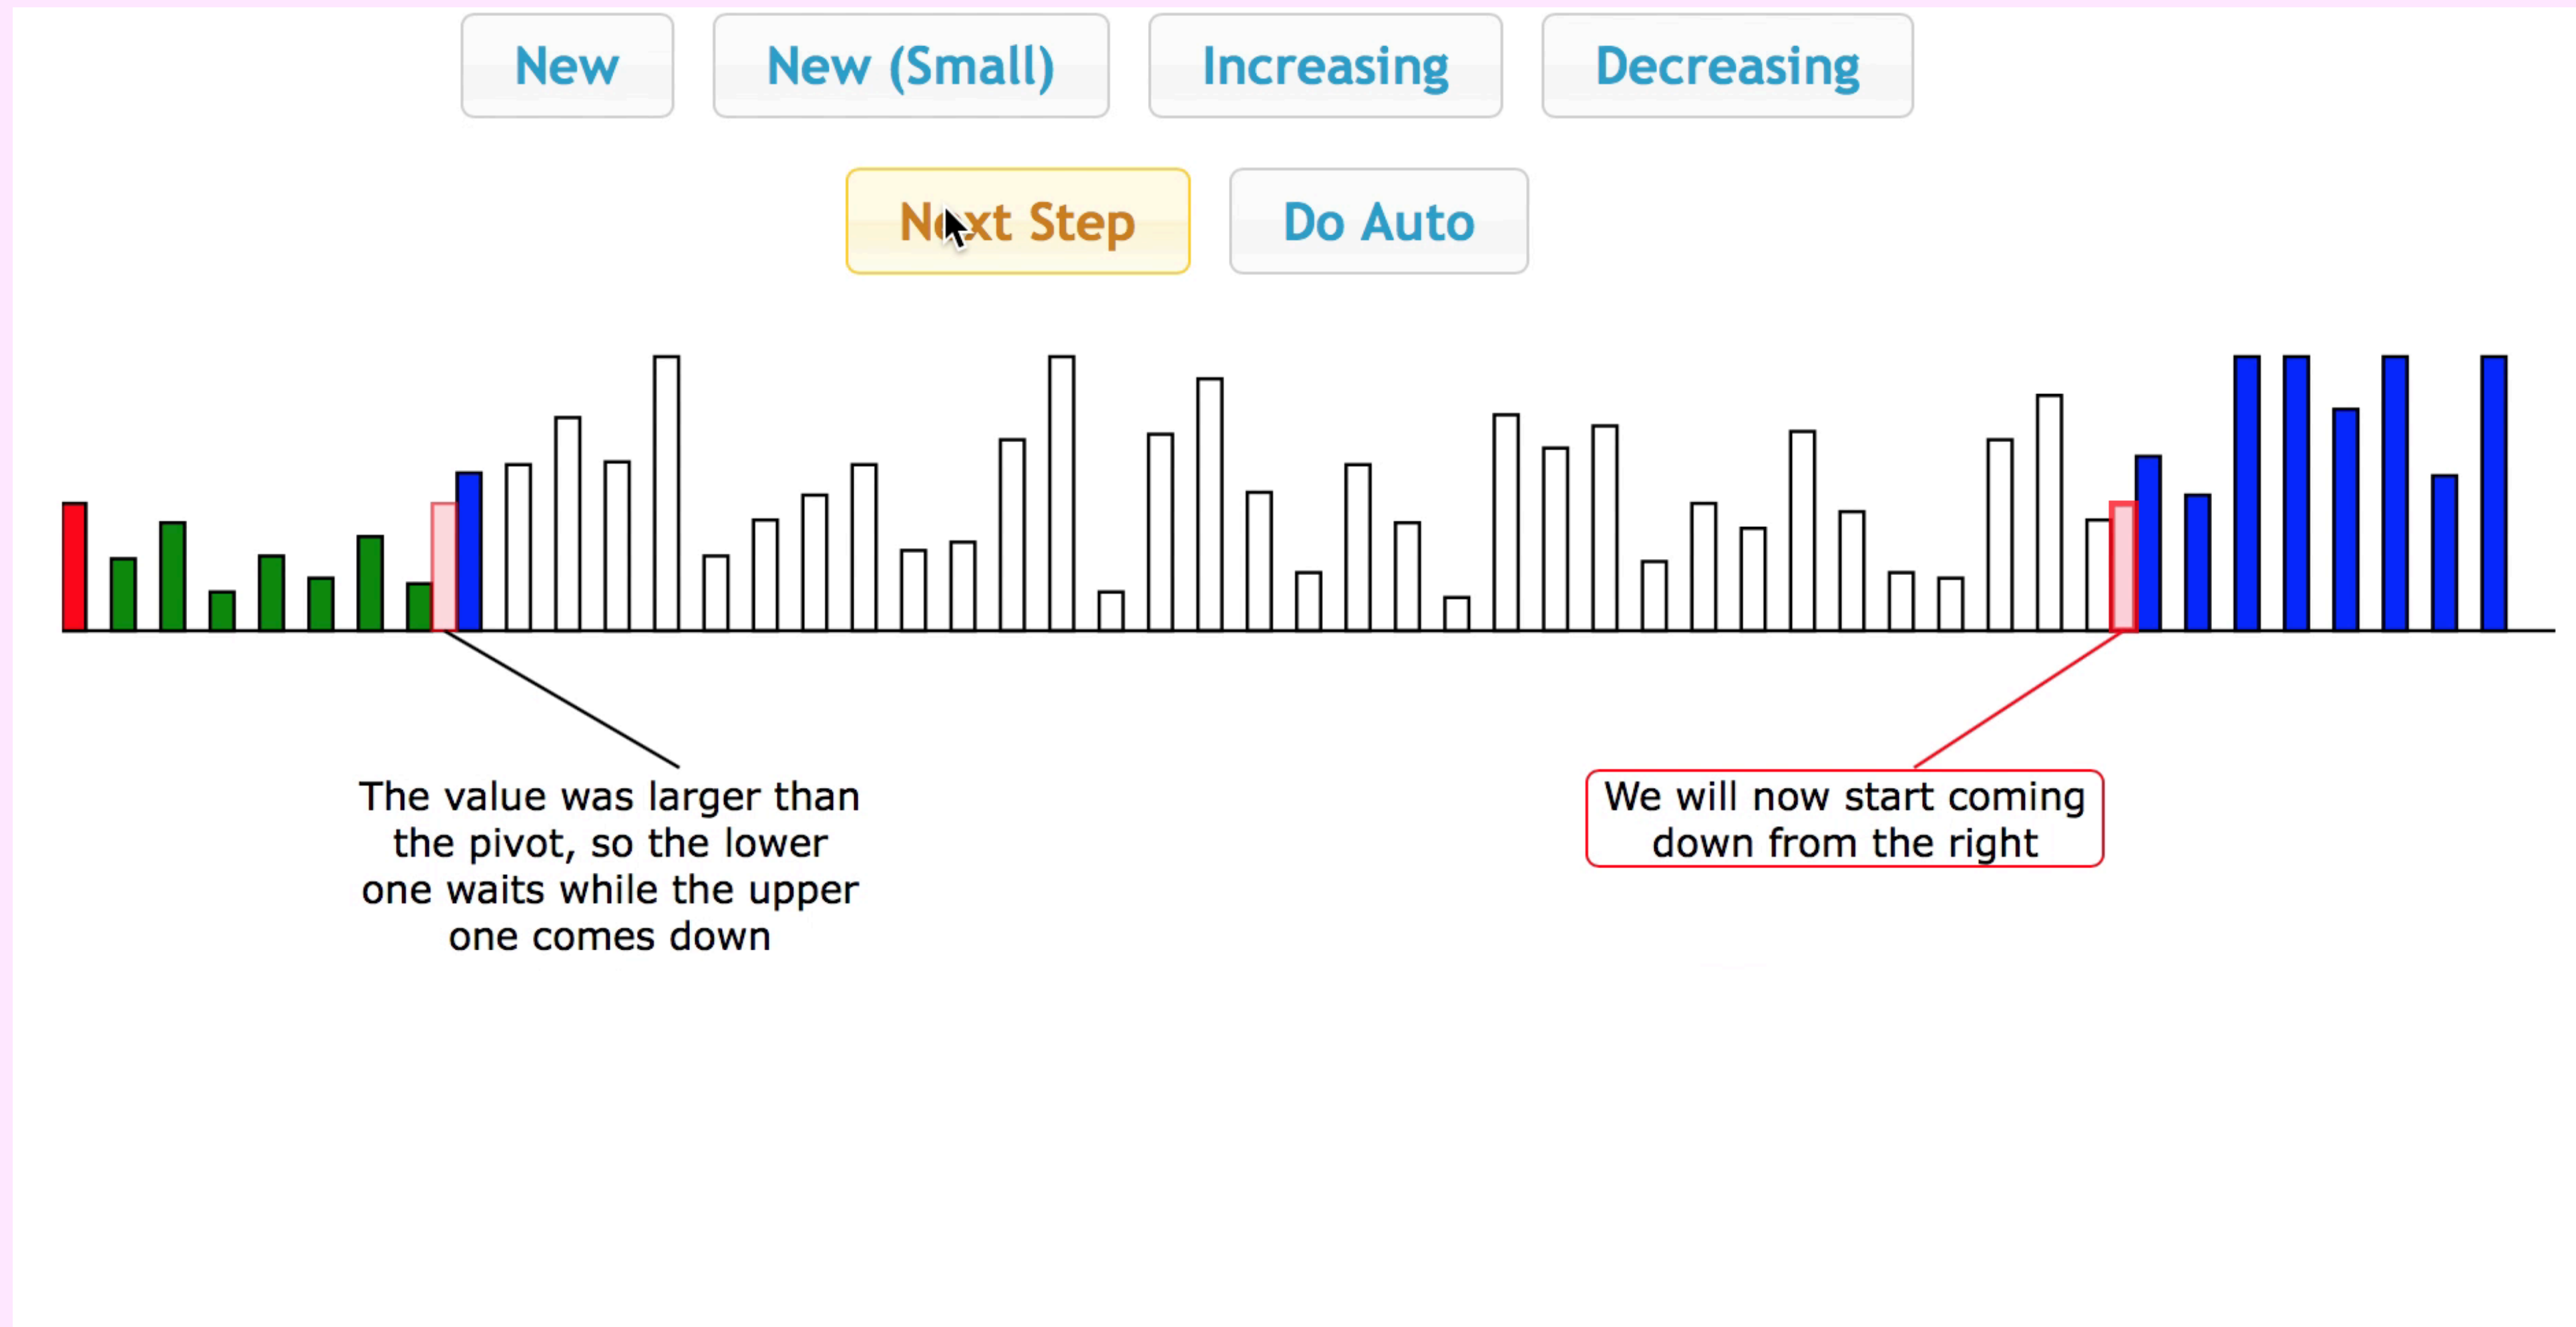 New New (Small) Increasing Decreasing
Next Step Do Auto
The value was larger than
the pivot, so the lower
one waits while the upper
one comes down
We will now start coming
down from the right